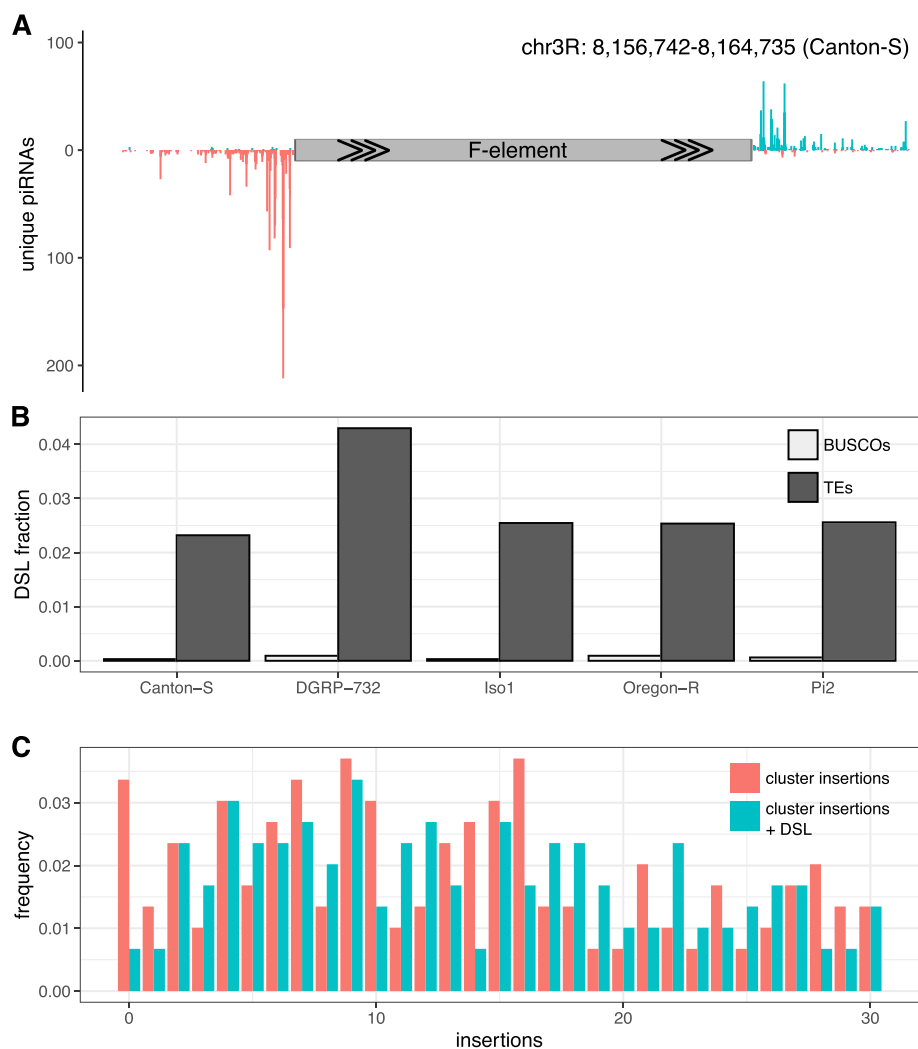 A
chr3R: 8,156,742-8,164,735 (Canton-S)
100
0
100
200
unique piRNAs
F-element
B
0.04
0.03
0.02
0.01
0.00
DSL fraction
BUSCOs
TEs
Canton−S
DGRP−732
Iso1
Oregon−R
Pi2
C
0.03
0.02
0.01
0.00
frequency
cluster insertions
cluster insertions
+ DSL
0
10
20
30
insertions